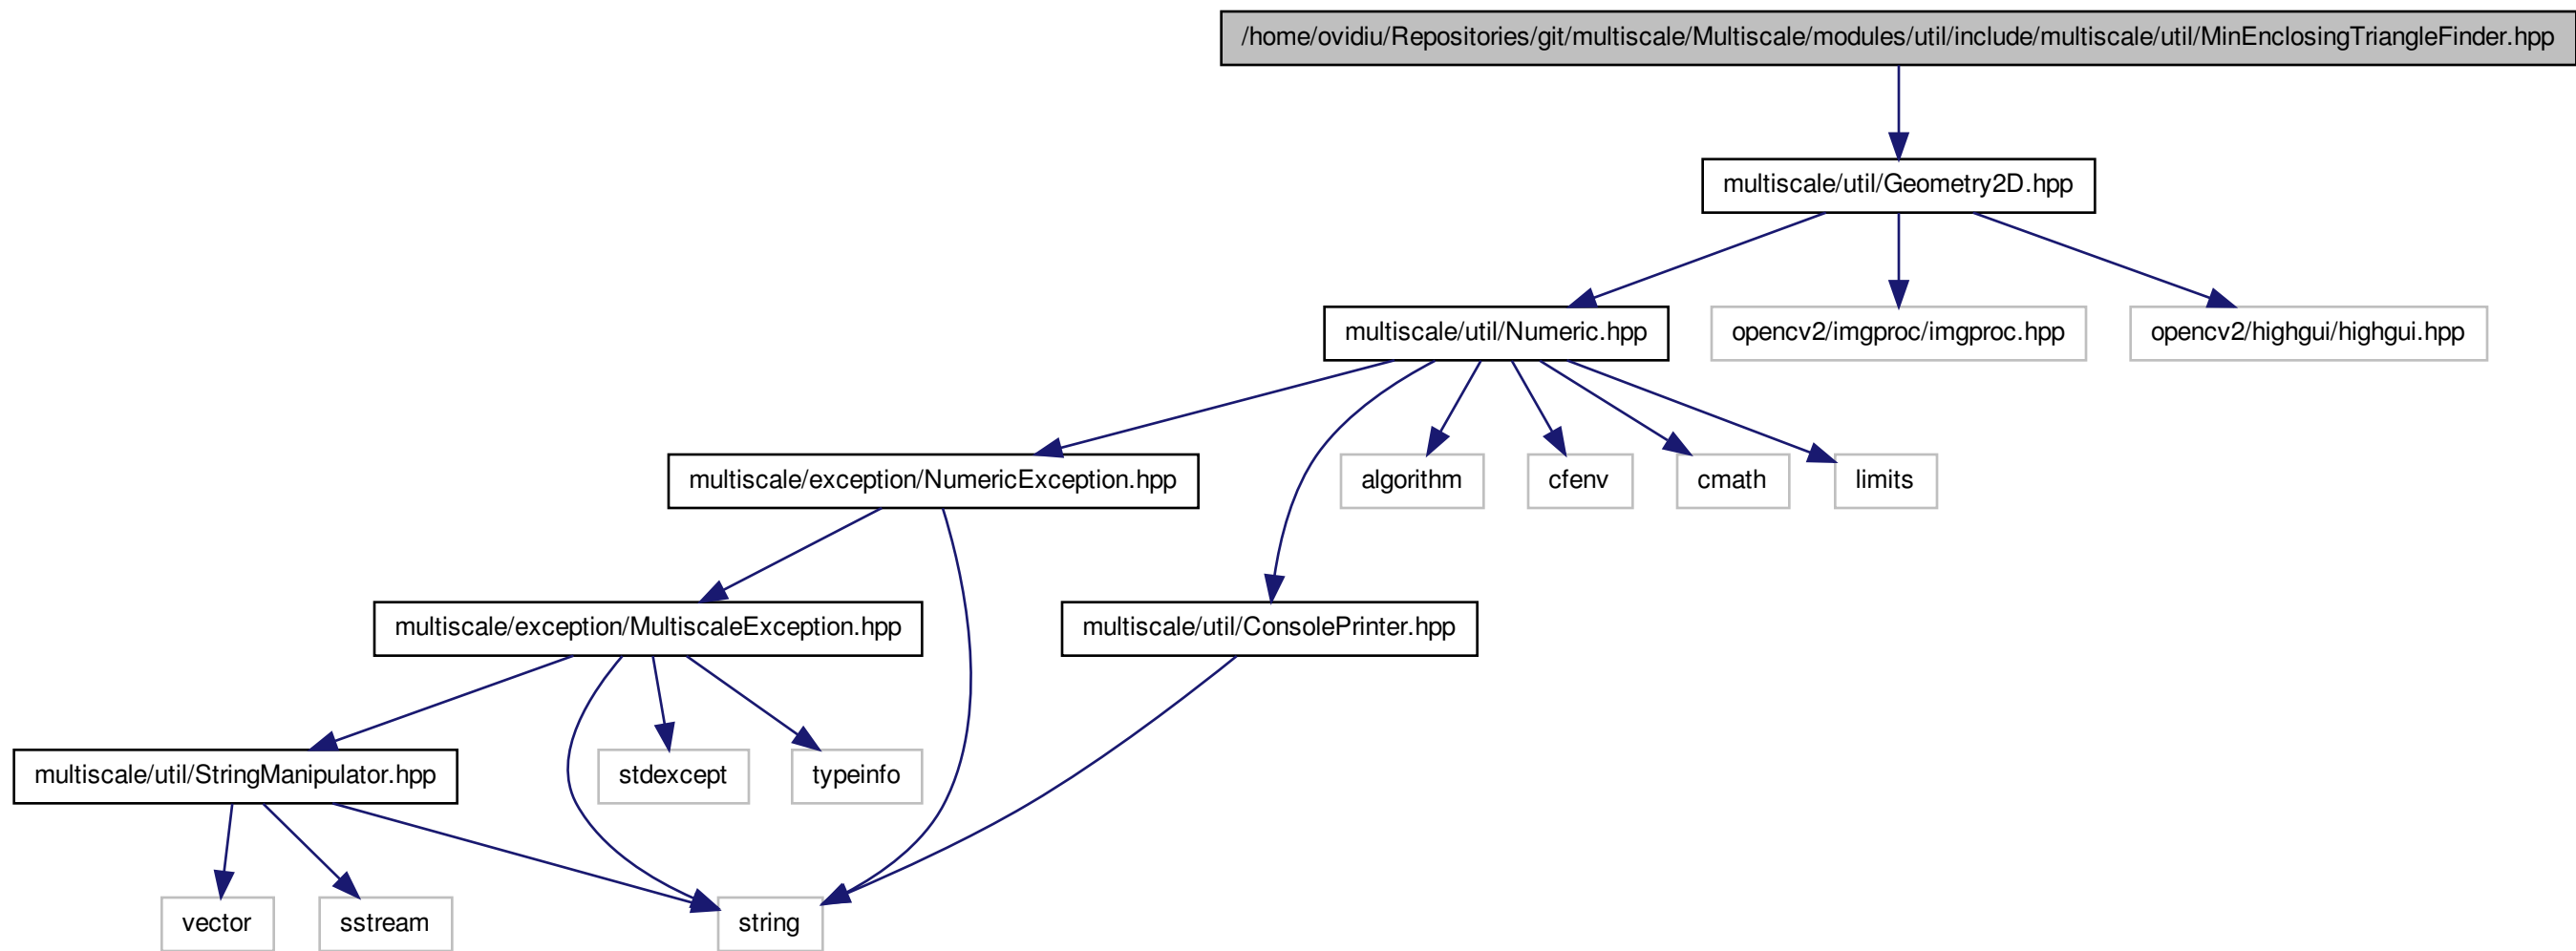 /home/ovidiu/Repositories/git/multiscale/Multiscale/modules/util/include/multiscale/util/MinEnclosingTriangleFinder.hpp
multiscale/util/Geometry2D.hpp
multiscale/util/Numeric.hpp
opencv2/imgproc/imgproc.hpp
opencv2/highgui/highgui.hpp
multiscale/exception/NumericException.hpp
algorithm
cfenv
cmath
limits
multiscale/exception/MultiscaleException.hpp
multiscale/util/ConsolePrinter.hpp
multiscale/util/StringManipulator.hpp
stdexcept
typeinfo
vector
sstream
string